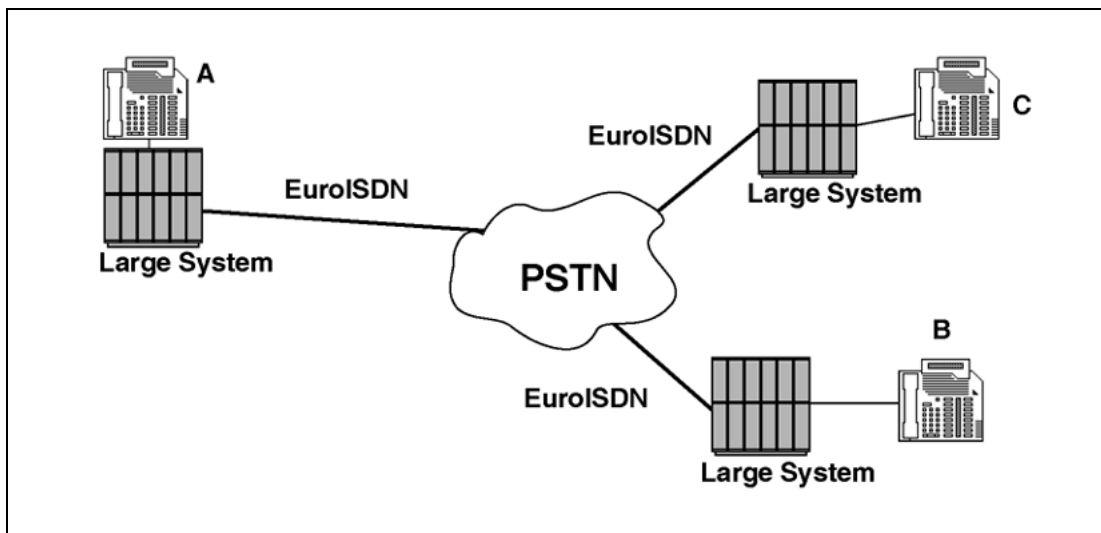 A
EuroISDN
Large System
PSTN
EuroISDN
Large System
C
B
EuroISDN
Large System